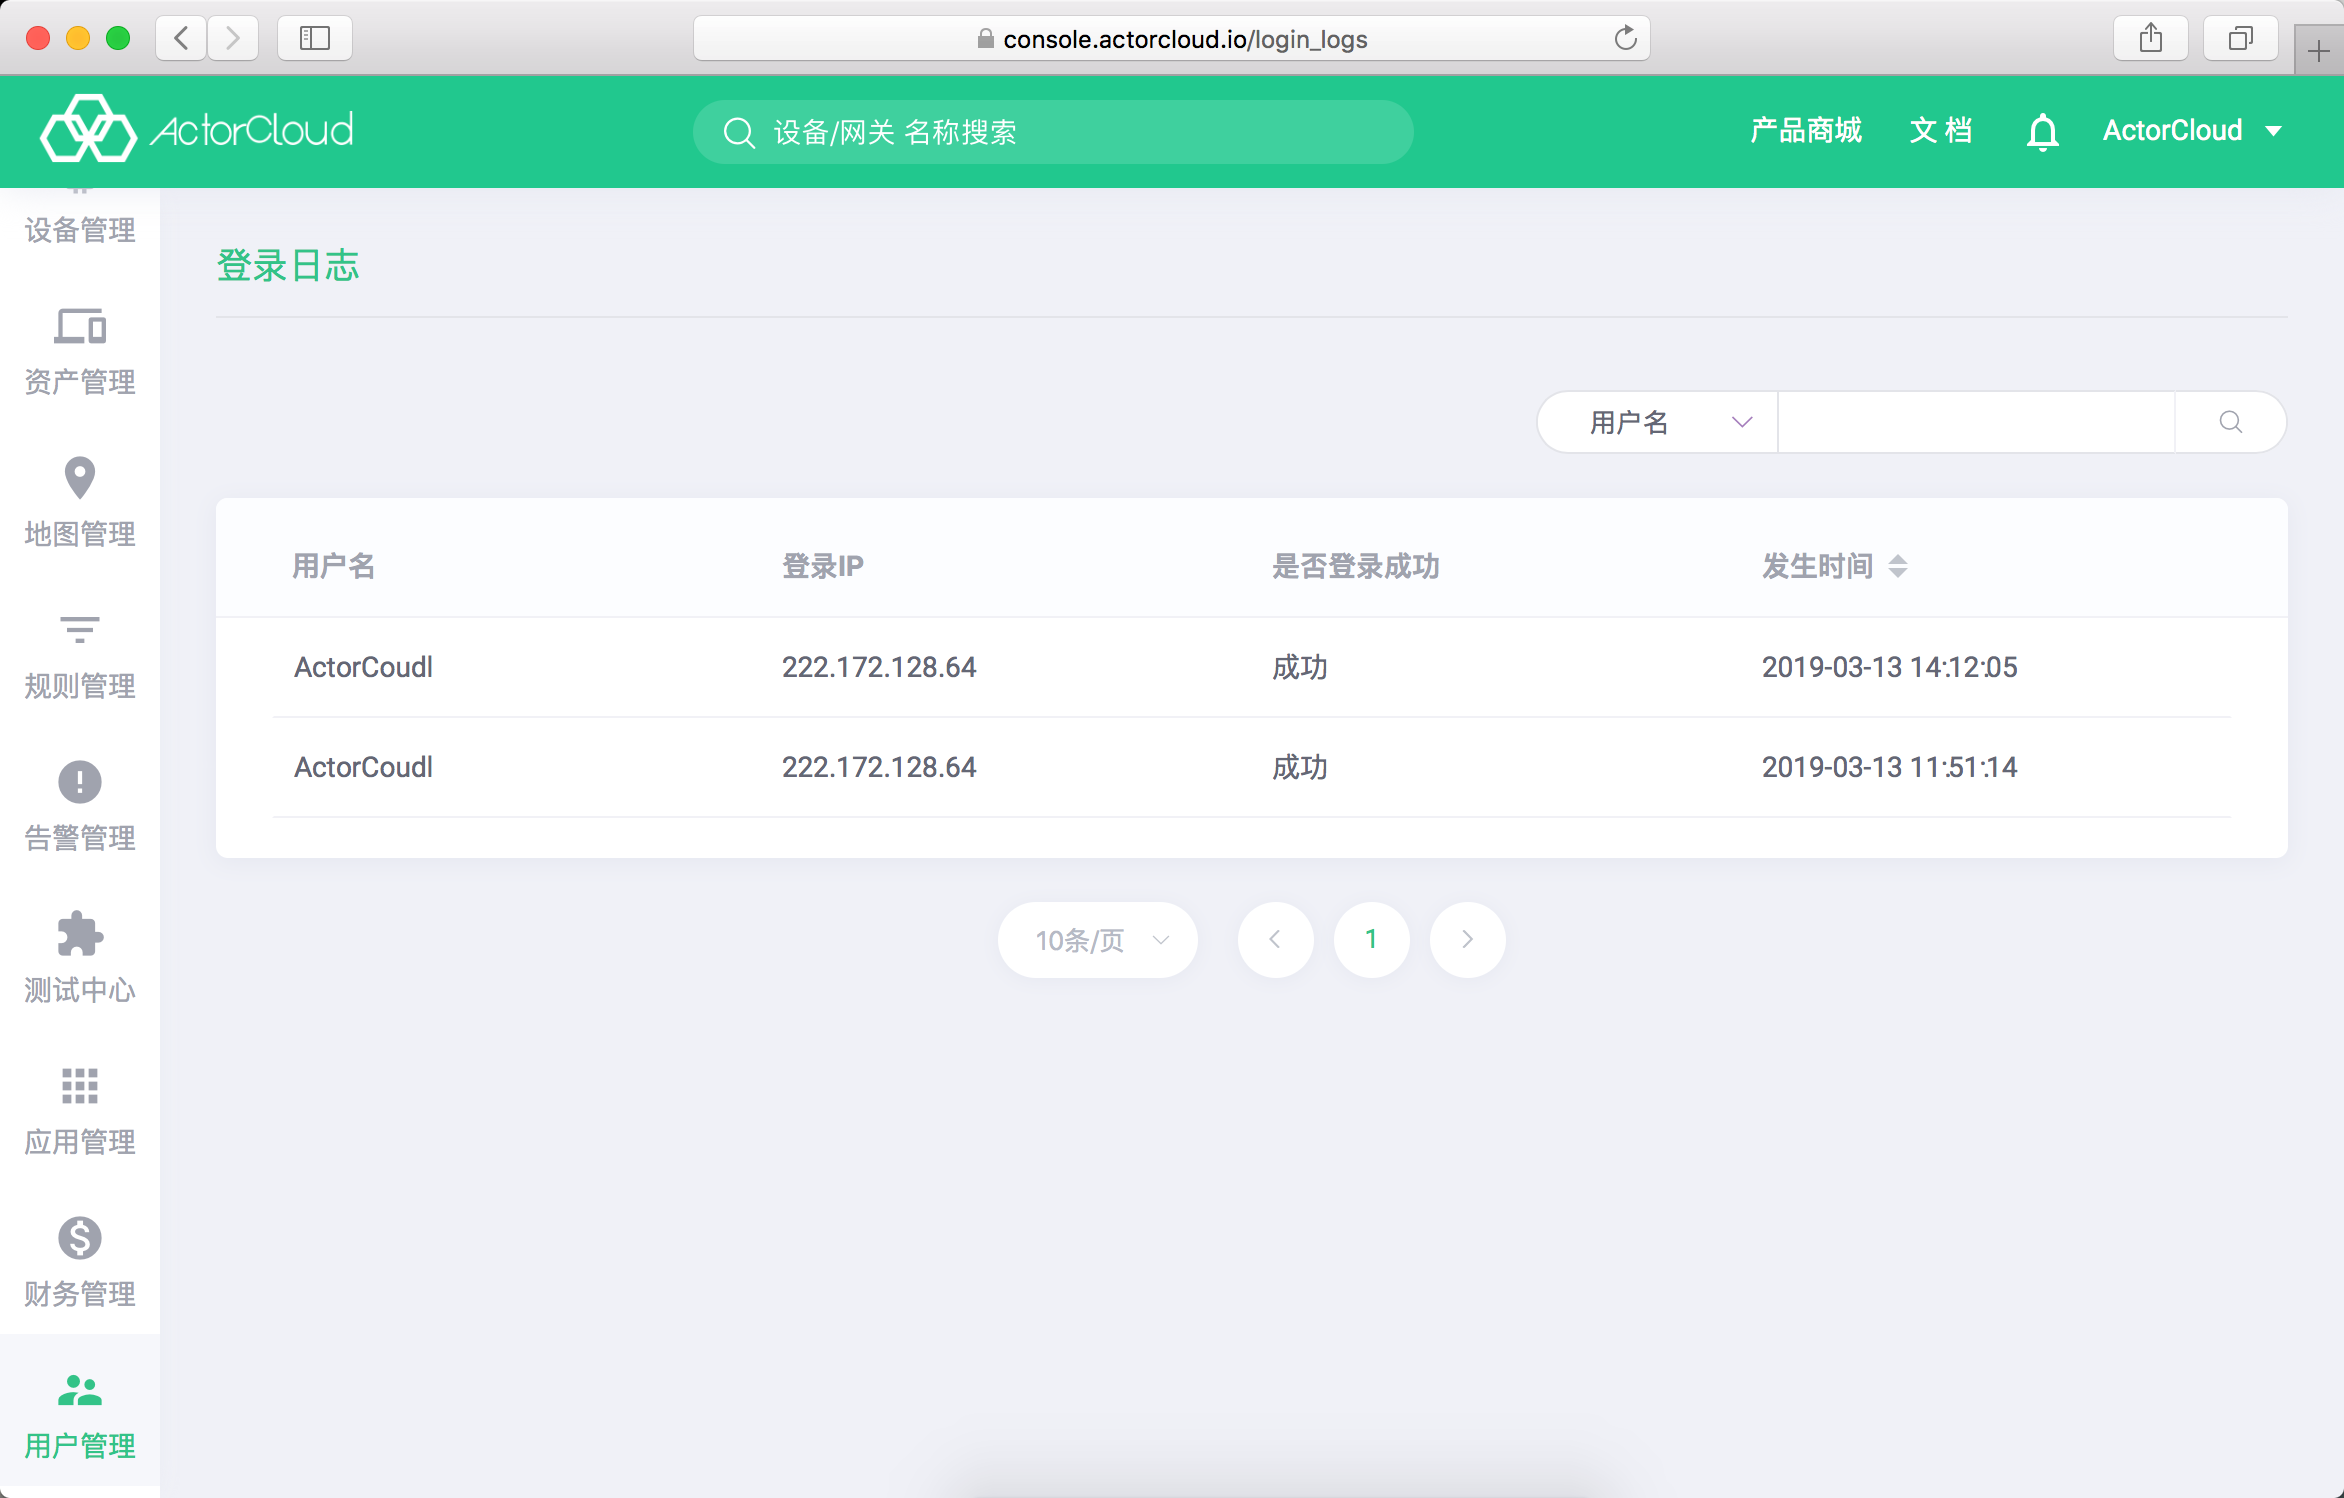 console.actorcloud.io/login_logs
ActorCloud
设备/网关 名称搜索
产品商城
文 档
ActorCloud
设备管理
资产管理
地图管理
规则管理
告警管理
测试中心
应用管理
财务管理
用户管理
登录日志
用户名
用户名 登录IP 是否登录成功 发生时间
ActorCoudl 222.172.128.64 成功 2019-03-13 14:12:05
ActorCoudl 222.172.128.64 成功 2019-03-13 11:51:14
10条/页 1